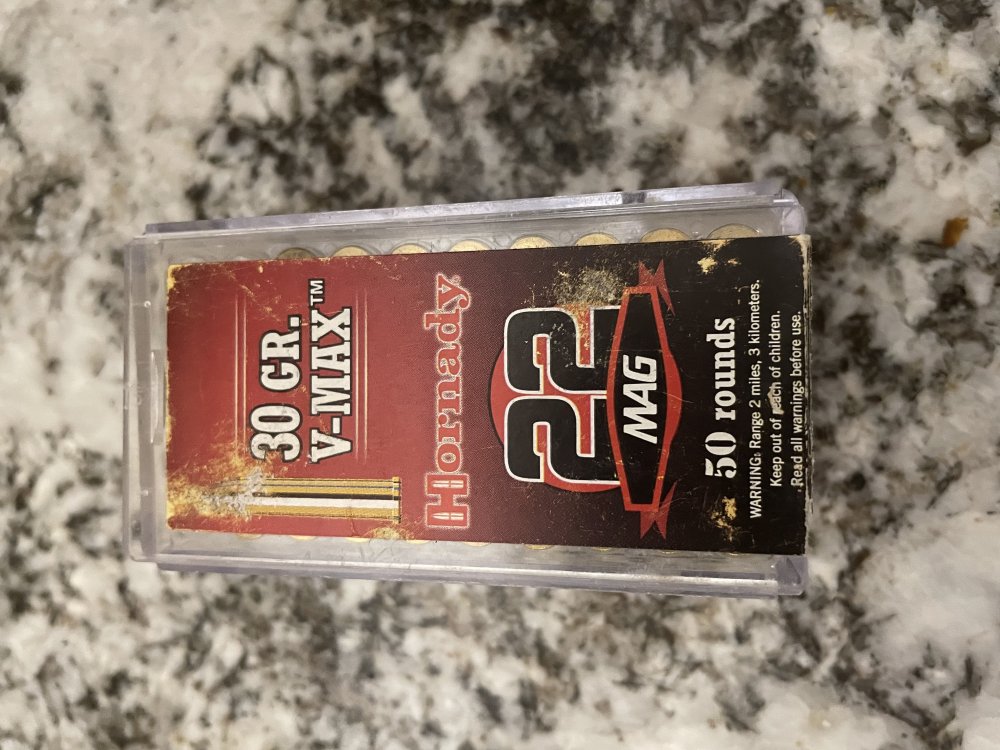 30 GR.
V-MAX™
Hornady®
22
MAG
50 rounds
WARNING: Range 2 miles, 3 kilometers.
Keep out of reach of children.
Read all warnings before use.